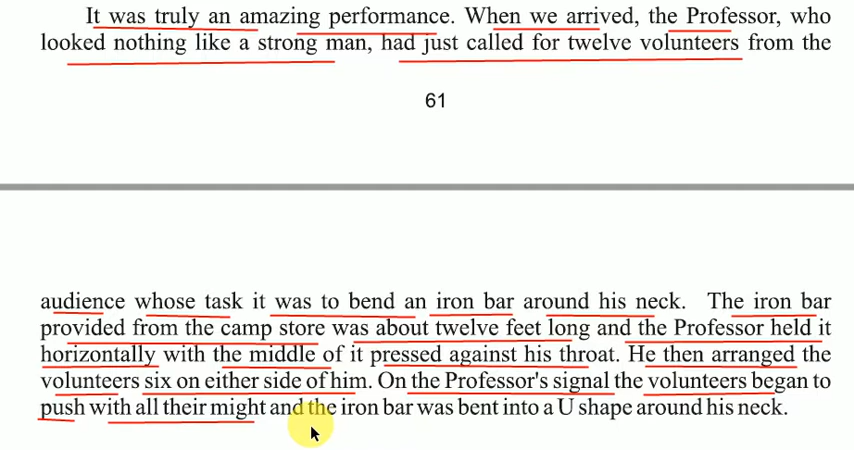 It was truly an amazing performance. When we arrived, the Professor, who
looked nothing like a strong man, had just called for twelve volunteers from the
61
audience whose task it was to bend an iron bar around his neck. The iron bar
provided from the camp store was about twelve feet long and the Professor held it
horizontally with the middle of it pressed against his throat. He then arranged the
volunteers six on either side of him. On the Professor's signal the volunteers began to
push with all their might and the iron bar was bent into a U shape around his neck.